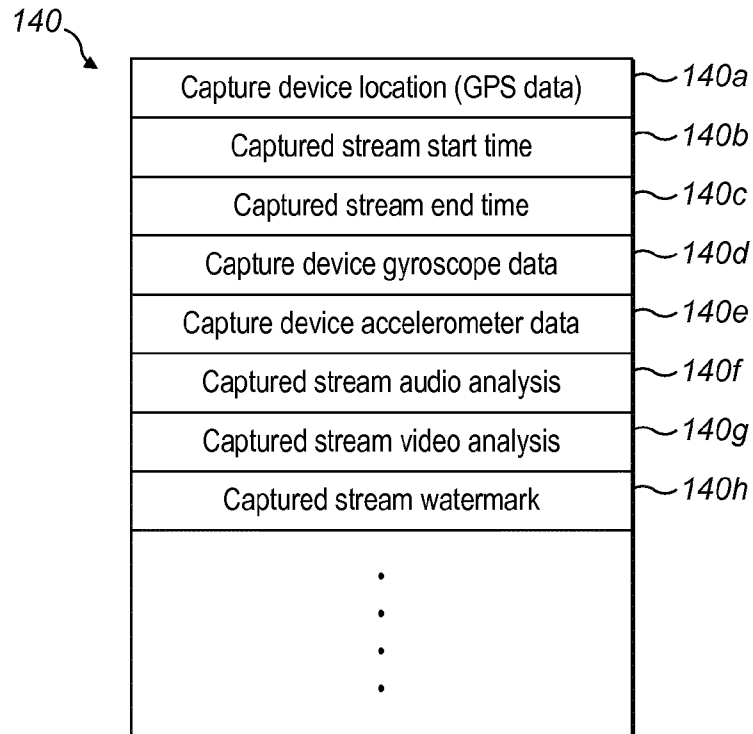 140
Capture device location (GPS data) 140a
Captured stream start time 140b
Captured stream end time 140c
Capture device gyroscope data 140d
Capture device accelerometer data 140e
Captured stream audio analysis 140f
Captured stream video analysis 140g
Captured stream watermark 140h